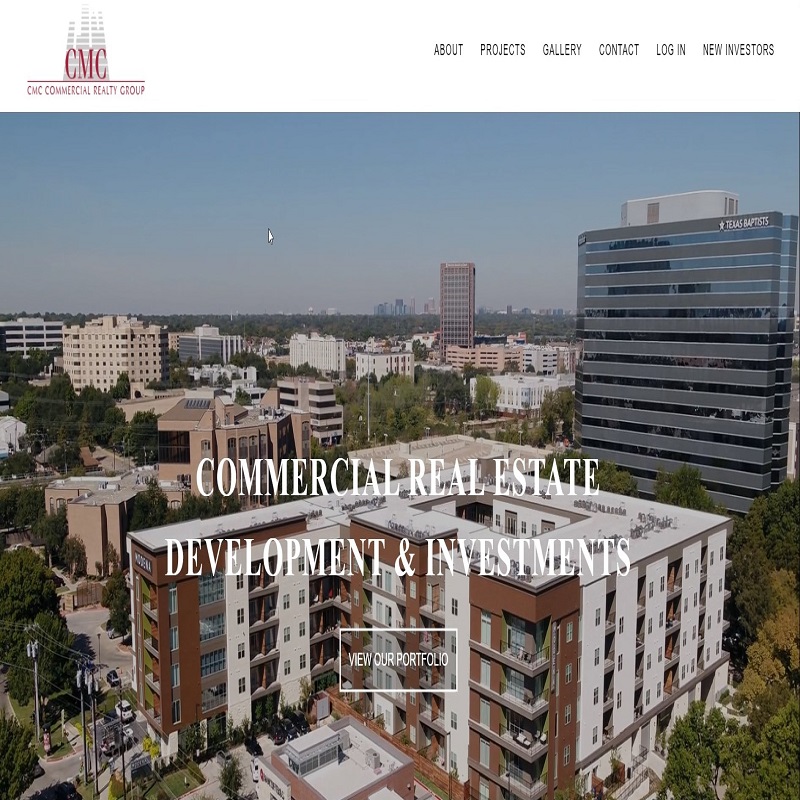 CMC
CMC COMMERCIAL REALTY GROUP
ABOUT PROJECTS GALLERY CONTACT LOG IN NEW INVESTORS
TEXAS BAPTISTS
COMMERCIAL REAL ESTATE
DEVELOPMENT & INVESTMENTS
MODENA
VIEW OUR PORTFOLIO